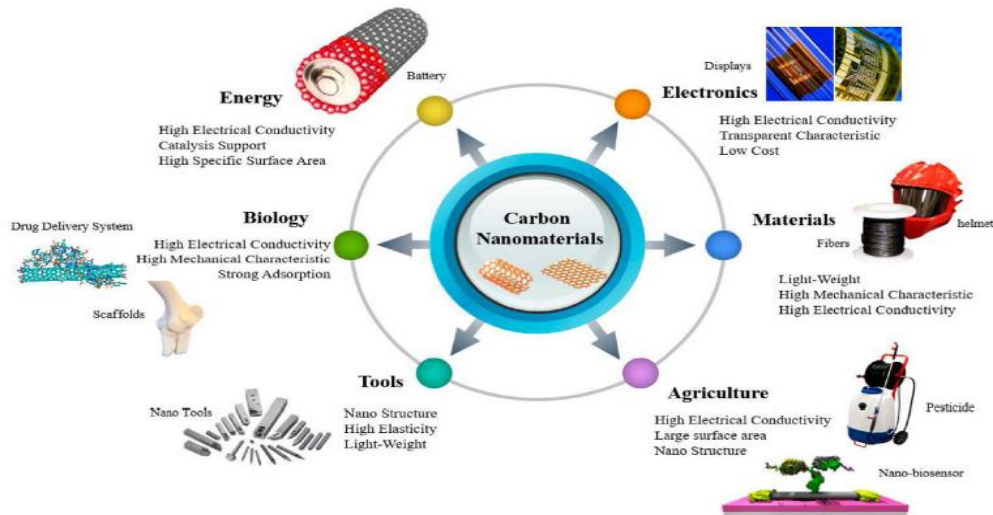 Battery
Energy
High Electrical Conductivity
Catalysis Support
High Specific Surface Area
Displays
Electronics
High Electrical Conductivity
Transparent Characteristic
Low Cost
Carbon
Nanomaterials
Drug Delivery System
Biology
High Electrical Conductivity
High Mechanical Characteristic
Strong Adsorption
Scaffolds
Materials
Fibers
helmet
Light-Weight
High Mechanical Characteristic
High Electrical Conductivity
Tools
Nano Tools
Nano Structure
High Elasticity
Light-Weight
Agriculture
High Electrical Conductivity
Large surface area
Nano Structure
Pesticide
Nano-biosensor